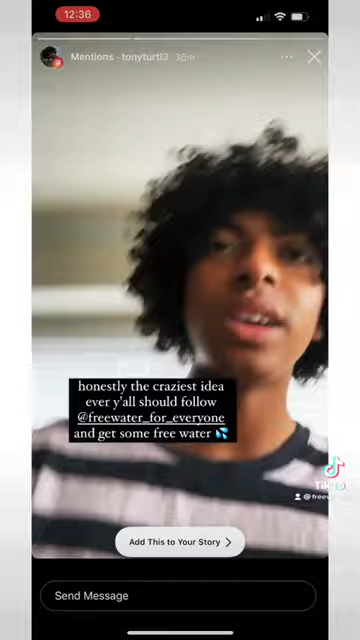 12:36
Mentions · tonyturtl3 35m
honestly the craziest idea
ever y'all should follow
@freewater_for_everyone
and get some free water 💦
Add This to Your Story
Send Message